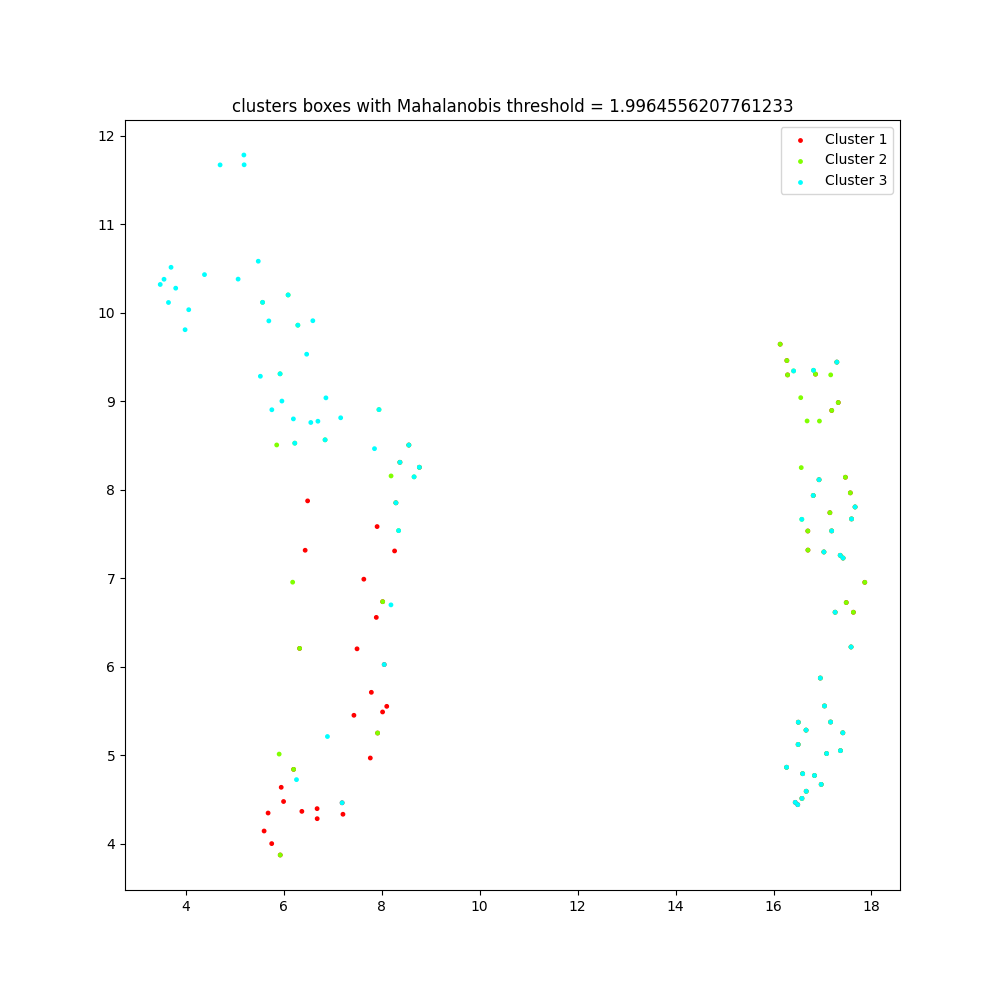 clusters boxes with Mahalanobis threshold = 1.9964556207761233
Cluster 1
Cluster 2
Cluster 3
12
11
10
9
8
7
6
5
4
4 6 8 10 12 14 16 18